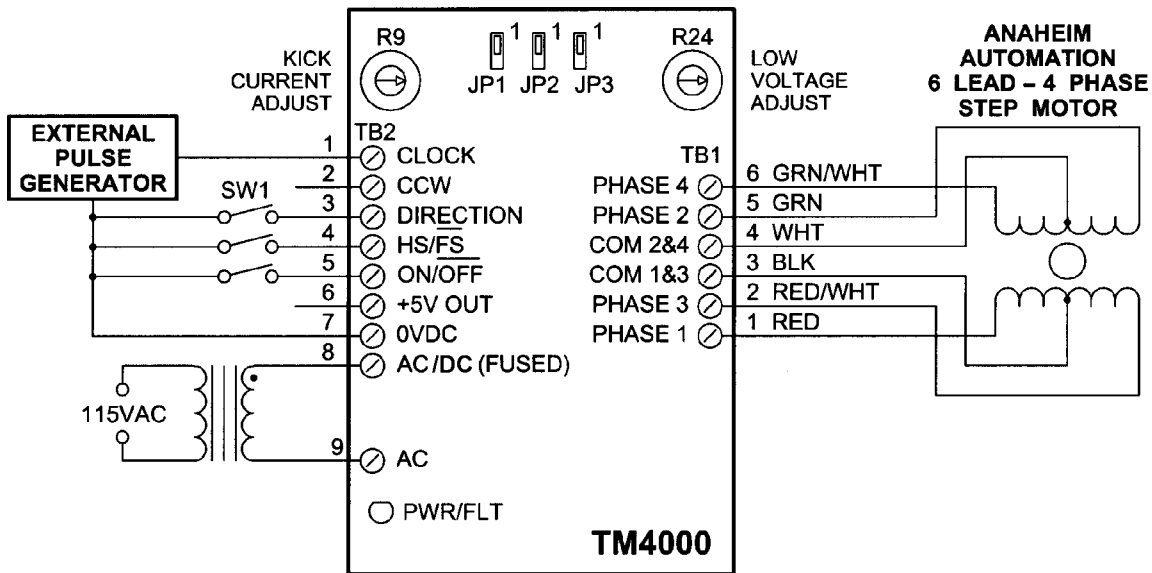 R9
1 1 1
R24
KICK
CURRENT
ADJUST
JP1 JP2 JP3
LOW
VOLTAGE
ADJUST
ANAHEIM
AUTOMATION
6 LEAD – 4 PHASE
STEP MOTOR
EXTERNAL
PULSE
GENERATOR
SW1
TB2
1 CLOCK
2 CCW
3 DIRECTION
4 HS/F̅S̅
5 ON/O̅F̅F̅
6 +5V OUT
7 0VDC
8 AC/DC (FUSED)
9 AC
115VAC
PWR/FLT
TB1
PHASE 4 6 GRN/WHT
PHASE 2 5 GRN
COM 2&4 4 WHT
COM 1&3 3 BLK
PHASE 3 2 RED/WHT
PHASE 1 1 RED
TM4000